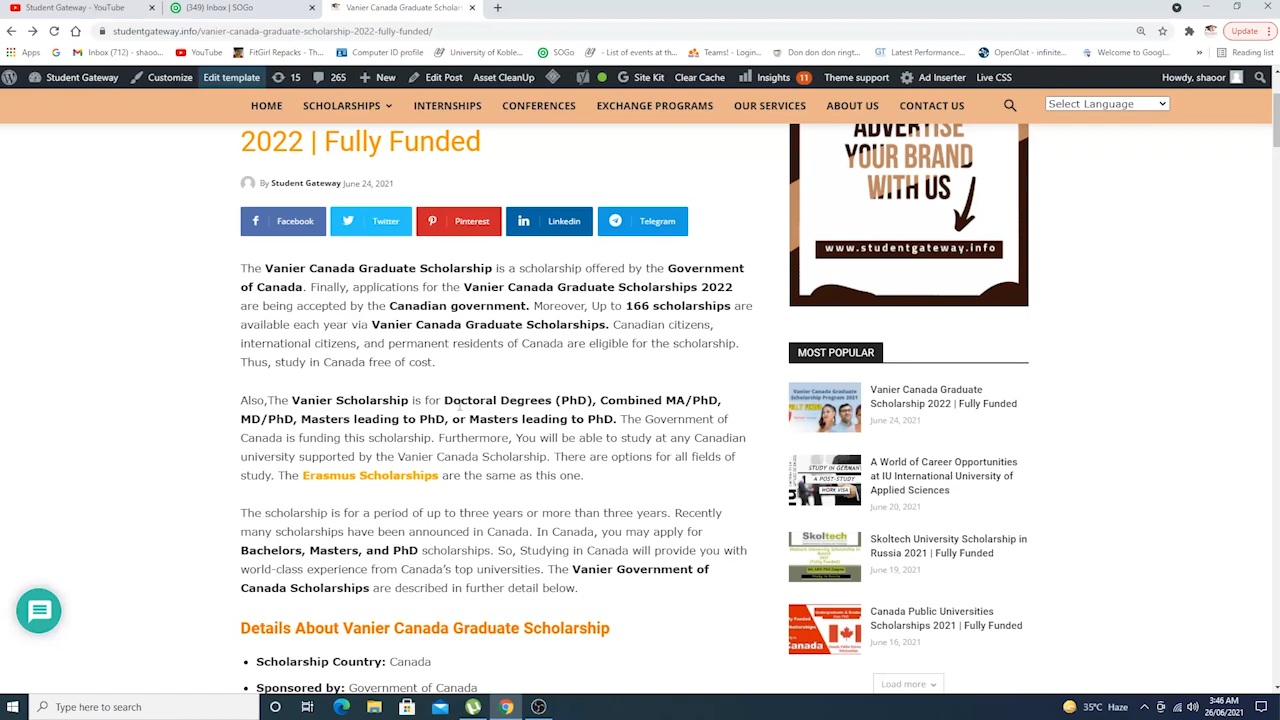 Student Gateway - YouTube
(349) Inbox | SOGo
Vanier Canada Graduate Scholars
studentgateway.info/vanier-canada-graduate-scholarship-2022-fully-funded/
Update
Apps
Inbox (712) - shaoo...
YouTube
FitGirl Repacks - Th...
Computer ID profile
University of Koble...
SOGo
- List of events at th...
Teams! - Login...
Don don don ringt...
Latest Performance...
OpenOlat - infinite...
Welcome to Googl...
Reading list
Student Gateway
Customize
Edit template
15
265
New
Edit Post
Asset CleanUp
Site Kit
Clear Cache
Insights 11
Theme support
Ad Inserter
Live CSS
Howdy, shaoor
HOME
SCHOLARSHIPS
INTERNSHIPS
CONFERENCES
EXCHANGE PROGRAMS
OUR SERVICES
ABOUT US
CONTACT US
Select Language
2022 | Fully Funded
By Student Gateway June 24, 2021
Facebook
Twitter
Pinterest
Linkedin
Telegram
The Vanier Canada Graduate Scholarship is a scholarship offered by the Government
of Canada. Finally, applications for the Vanier Canada Graduate Scholarships 2022
are being accepted by the Canadian government. Moreover, Up to 166 scholarships are
available each year via Vanier Canada Graduate Scholarships. Canadian citizens,
international citizens, and permanent residents of Canada are eligible for the scholarship.
Thus, study in Canada free of cost.
Also,The Vanier Scholarship is for Doctoral Degrees (PhD), Combined MA/PhD,
MD/PhD, Masters leading to PhD, or Masters leading to PhD. The Government of
Canada is funding this scholarship. Furthermore, You will be able to study at any Canadian
university supported by the Vanier Canada Scholarship. There are options for all fields of
study. The Erasmus Scholarships are the same as this one.
The scholarship is for a period of up to three years or more than three years. Recently
many scholarships have been announced in Canada. In Canada, you may apply for
Bachelors, Masters, and PhD scholarships. So, Studying in Canada will provide you with
world-class experience from Canada's top universities. The Vanier Government of
Canada Scholarships are described in further detail below.
Details About Vanier Canada Graduate Scholarship
• Scholarship Country: Canada
• Sponsored by: Government of Canada
ADVERTISE
YOUR BRAND
WITH US
www.studentgateway.info
MOST POPULAR
Vanier Canada Graduate
Scholarship 2022 | Fully Funded
June 24, 2021
A World of Career Opportunities
at IU International University of
Applied Sciences
June 20, 2021
Skoltech University Scholarship in
Russia 2021 | Fully Funded
June 19, 2021
Canada Public Universities
Scholarships 2021 | Fully Funded
June 16, 2021
Load more
Type here to search
35°C Haze
3:46 AM
26/06/2021